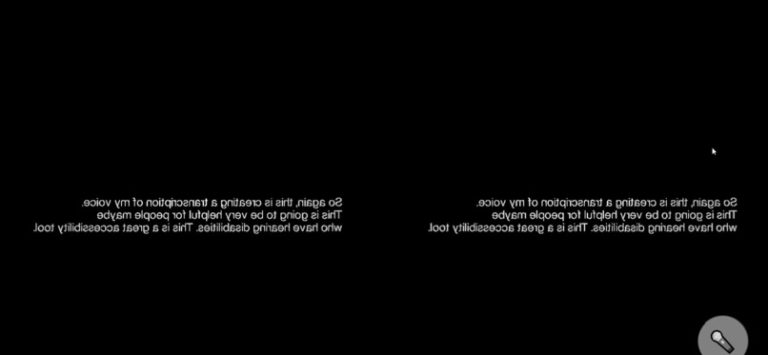 So again, this is creating a transcription of my voice.
This is going to be very helpful for people maybe
who have hearing disabilities. This is a great accessibility tool.
So again, this is creating a transcription of my voice.
This is going to be very helpful for people maybe
who have hearing disabilities. This is a great accessibility tool.